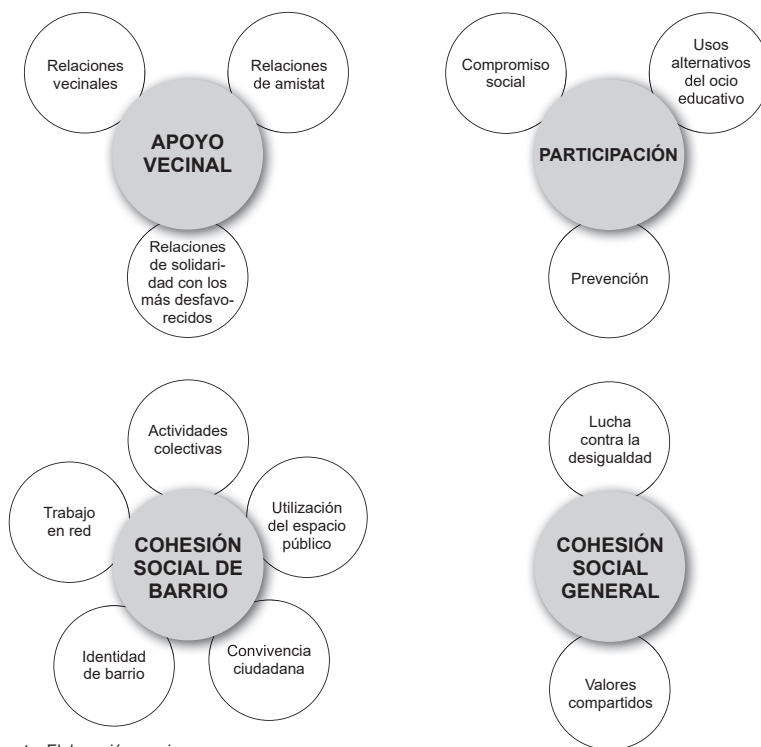 Relaciones
vecinales
Relaciones
de amistat
APOYO
VECINAL
Relaciones
de solidari-
dad con los
más desfavo-
recidos
Compromiso
social
Usos
alternativos
del ocio
educativo
PARTICIPACIÓN
Prevención
Actividades
colectivas
Trabajo
en red
Utilización
del espacio
público
COHESIÓN
SOCIAL DE
BARRIO
Identidad
de barrio
Convivencia
ciudadana
Lucha
contra la
desigualdad
COHESIÓN
SOCIAL
GENERAL
Valores
compartidos